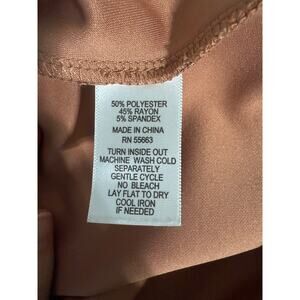 50% POLYESTER
45% RAYON
5% SPANDEX
MADE IN CHINA
RN 55663
TURN INSIDE OUT
MACHINE WASH COLD
SEPARATELY
GENTLE CYCLE
NO BLEACH
LAY FLAT TO DRY
COOL IRON
IF NEEDED